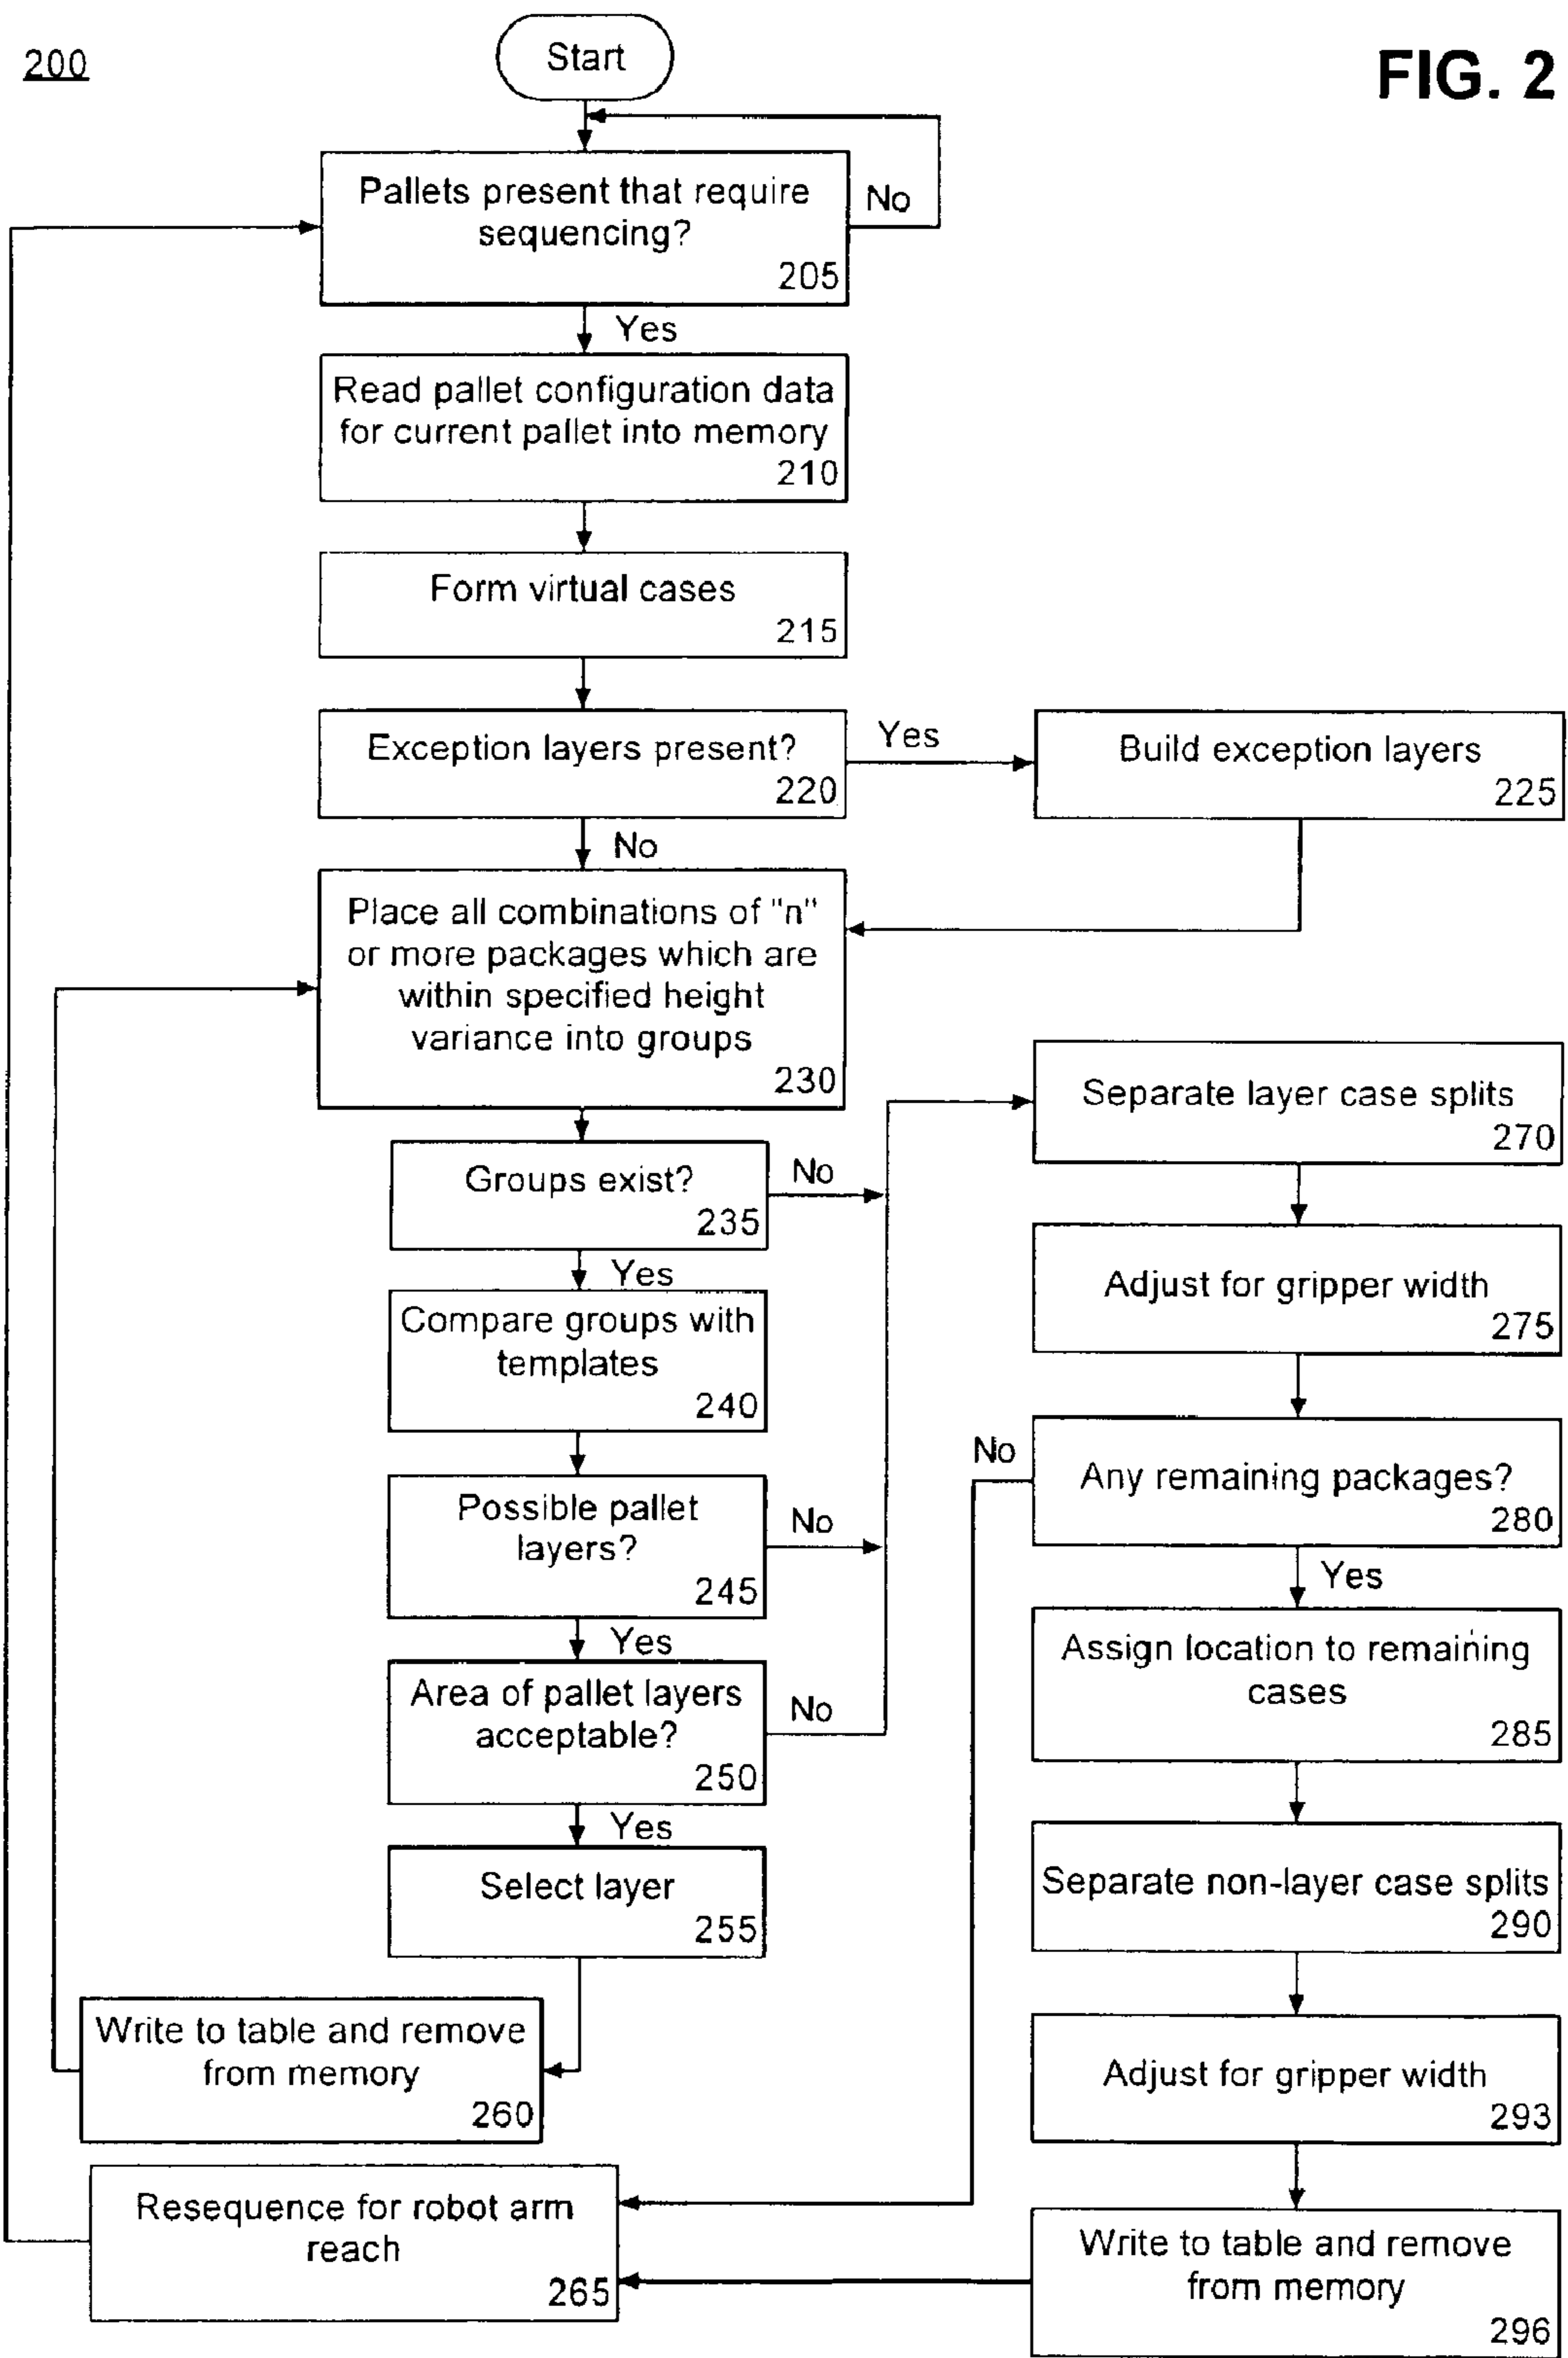 200
FIG. 2
Start
Pallets present that require
sequencing?
205
No
Yes
Read pallet configuration data
for current pallet into memory
210
Form virtual cases
215
Exception layers present?
220
Yes
Build exception layers
225
No
Place all combinations of "n"
or more packages which are
within specified height
variance into groups
230
Groups exist?
235
No
Yes
Compare groups with
templates
240
Possible pallet
layers?
245
No
Yes
Area of pallet layers
acceptable?
250
No
Yes
Select layer
255
Write to table and remove
from memory
260
Resequence for robot arm
reach
265
Separate layer case splits
270
Adjust for gripper width
275
Any remaining packages?
280
No
Yes
Assign location to remaining
cases
285
Separate non-layer case splits
290
Adjust for gripper width
293
Write to table and remove
from memory
296